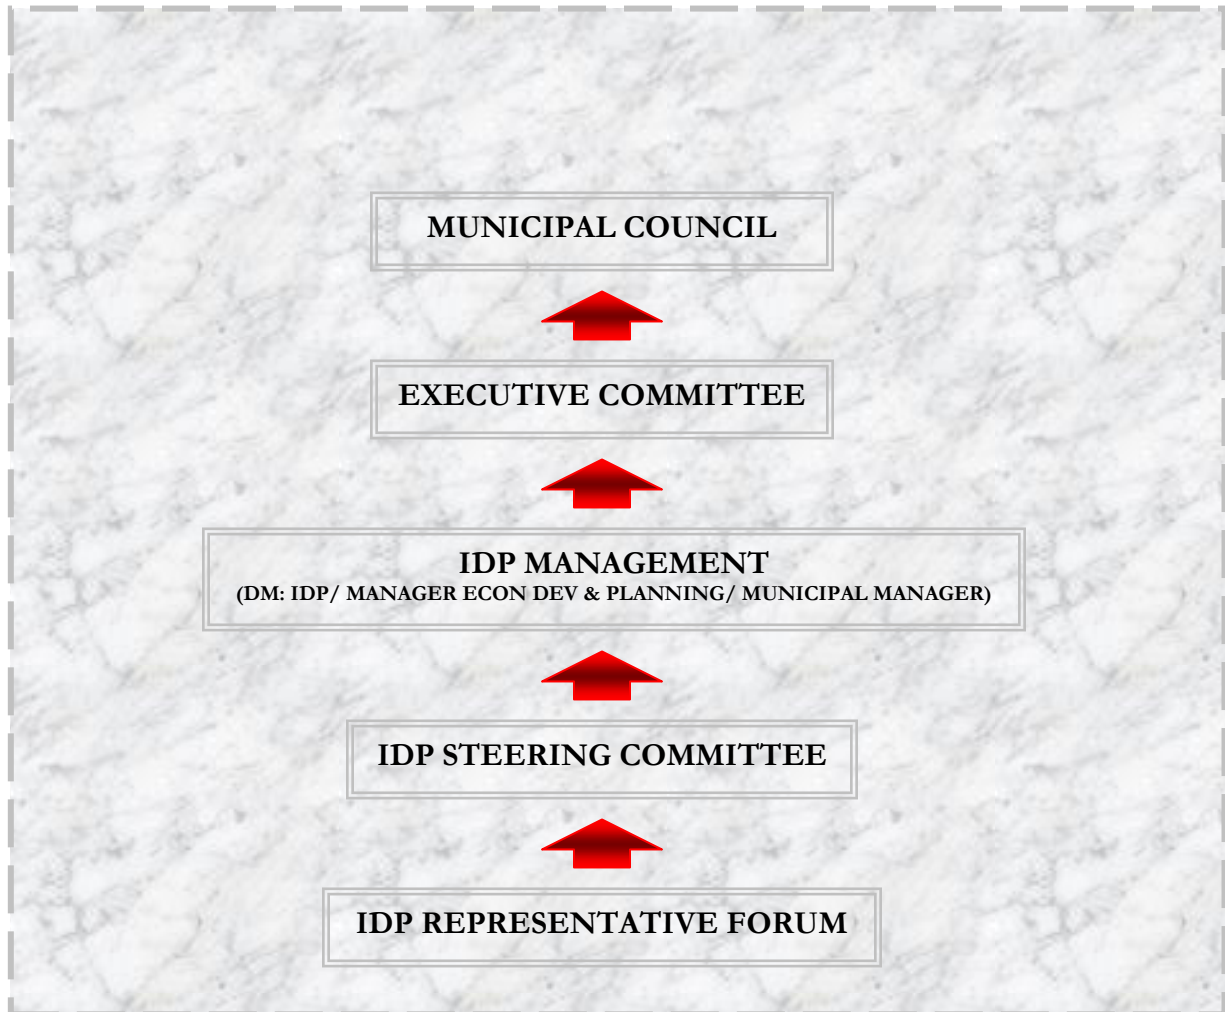 MUNICIPAL COUNCIL
EXECUTIVE COMMITTEE
IDP MANAGEMENT
(DM: IDP/ MANAGER ECON DEV & PLANNING/ MUNICIPAL MANAGER)
IDP STEERING COMMITTEE
IDP REPRESENTATIVE FORUM